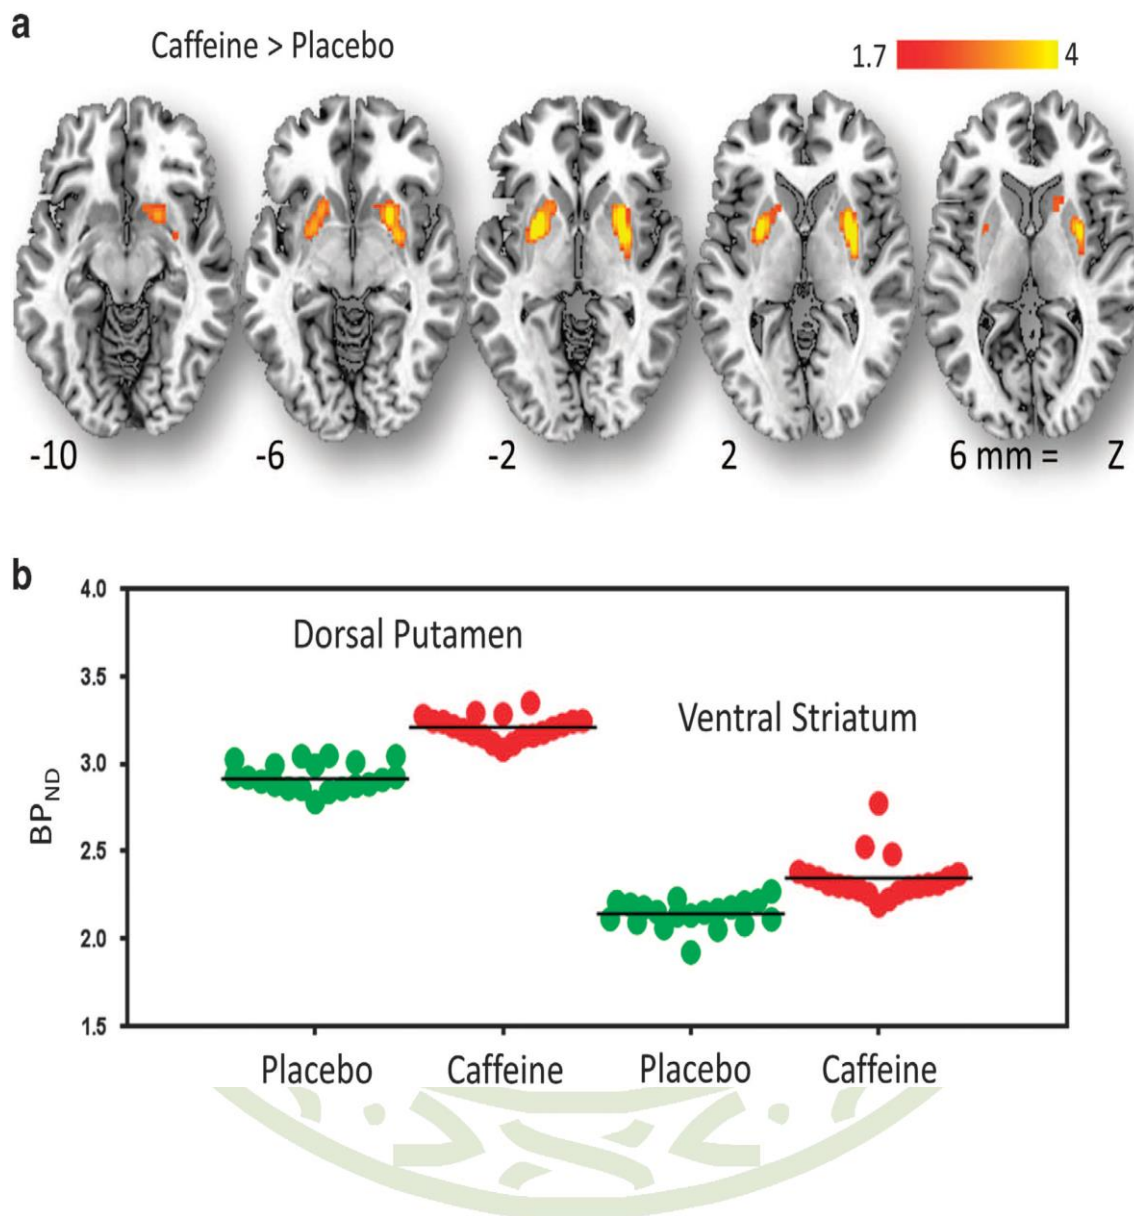 a
Caffeine > Placebo
1.7
4
-10
-6
-2
2
6 mm =
Z
b
4.0
3.5
3.0
2.5
2.0
1.5
BP_ND
Dorsal Putamen
Ventral Striatum
Placebo
Caffeine
Placebo
Caffeine